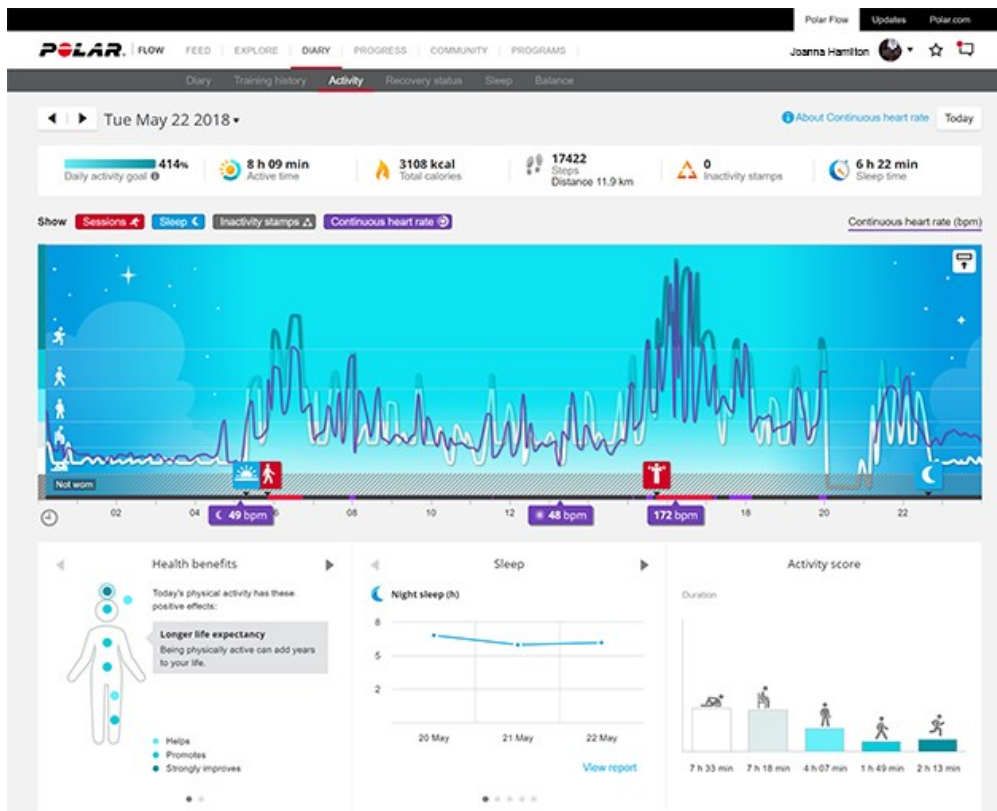 Polar Flow Updates Polar.com
POLAR. FLOW FEED EXPLORE DIARY PROGRESS COMMUNITY PROGRAMS Joanna Hamilton
Diary Training history Activity Recovery status Sleep Balance
Tue May 22 2018 About Continuous heart rate Today
414% 8 h 09 min 3108 kcal 17422 0 6 h 22 min
Daily activity goal Active time Total calories Steps Inactivity stamps Sleep time
Distance 11.9 km
Show Sessions Sleep Inactivity stamps Continuous heart rate Continuous heart rate (bpm)
Not worn
02 04 6 08 10 12 18 20 22
49 bpm 48 bpm 172 bpm
Health benefits Sleep Activity score
Today's physical activity has these
positive effects:
Longer life expectancy
Being physically active can add years
to your life.
Helps
Promotes
Strongly improves
Night sleep (h)
8
5
2
20 May 21 May 22 May
View report
Duration
7 h 33 min 7 h 18 min 4 h 07 min 1 h 49 min 2 h 13 min